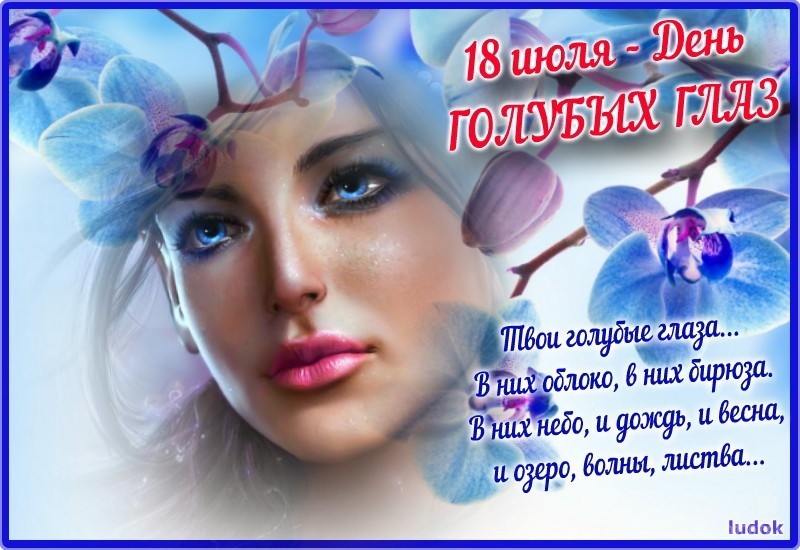 18 июля - День
ГОЛУБЫХ ГЛАЗ
Твои голубые глаза...
В них облоко, в них бирюза.
В них небо, и дождь, и весна,
и озеро, волны, листва...
ludok